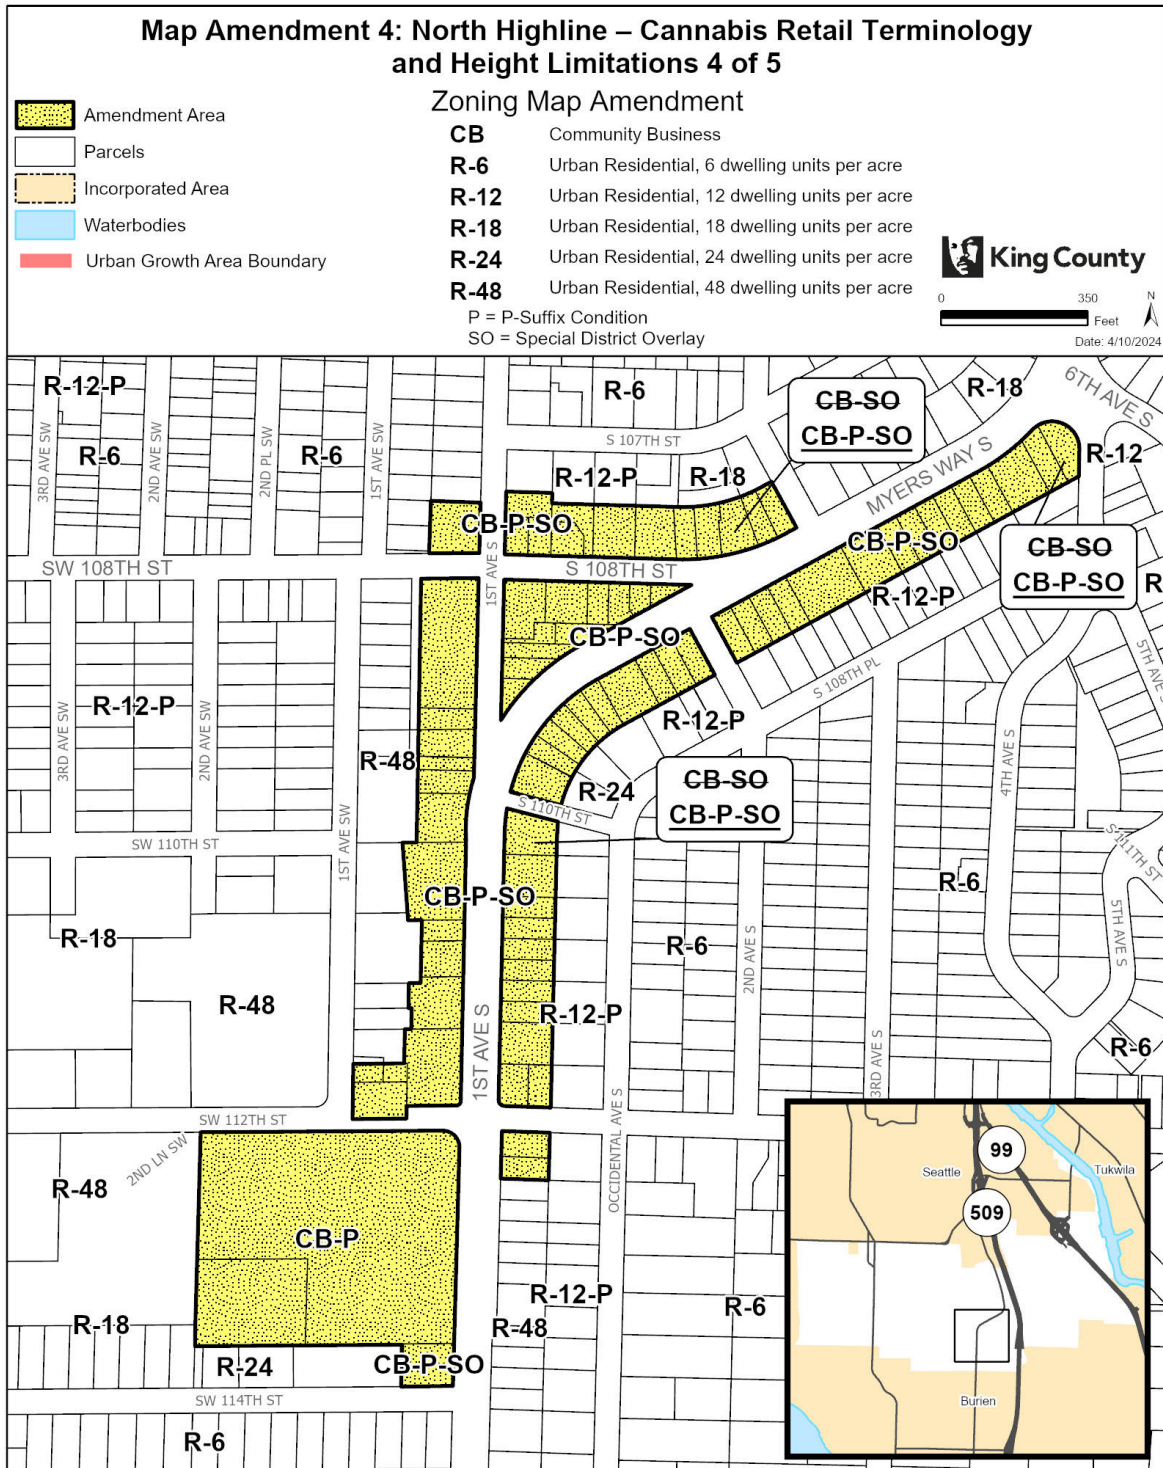 Map Amendment 4: North Highline – Cannabis Retail Terminology
and Height Limitations 4 of 5
Zoning Map Amendment
Amendment Area
Parcels
Incorporated Area
Waterbodies
Urban Growth Area Boundary
CB Community Business
R-6 Urban Residential, 6 dwelling units per acre
R-12 Urban Residential, 12 dwelling units per acre
R-18 Urban Residential, 18 dwelling units per acre
R-24 Urban Residential, 24 dwelling units per acre
R-48 Urban Residential, 48 dwelling units per acre
P = P-Suffix Condition
SO = Special District Overlay
King County
0 350
Feet
N
Date: 4/10/2024
R-12-P
R-6
R-18
6TH AVE S
CB-SO
CB-P-SO
3RD AVE SW
R-6
2ND AVE SW
2ND PL SW
R-6
1ST AVE SW
S 107TH ST
R-12-P
R-18
MYERS WAY S
R-12
CB-P-SO
CB-P-SO
CB-SO
CB-P-SO
SW 108TH ST
1ST AVE S
S 108TH ST
R-12-P
R
CB-P-SO
S 108TH PL
5TH AVE S
R-12-P
3RD AVE SW
2ND AVE SW
R-48
R-12-P
4TH AVE S
CB-SO
CB-P-SO
R-24
S 110TH ST
SW 110TH ST
1ST AVE SW
S 111TH ST
CB-P-SO
R-6
R-18
R-6
2ND AVE S
5TH AVE S
R-48
R-12-P
1ST AVE S
3RD AVE S
R-6
SW 112TH ST
OCCIDENTAL AVE S
2ND LN SW
R-48
CB-P
R-12-P
R-6
R-18
R-48
R-24
CB-P-SO
SW 114TH ST
R-6
99
Seattle
Tukwila
509
Burien